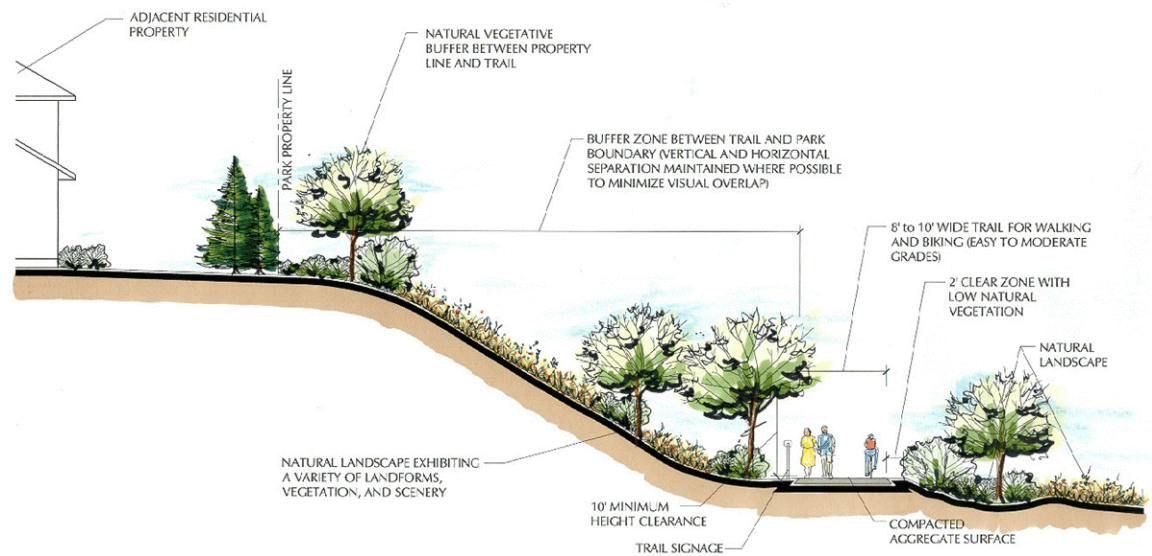 ADJACENT RESIDENTIAL
PROPERTY
NATURAL VEGETATIVE
BUFFER BETWEEN PROPERTY
LINE AND TRAIL
PARK PROPERTY LINE
BUFFER ZONE BETWEEN TRAIL AND PARK
BOUNDARY (VERTICAL AND HORIZONTAL
SEPARATION MAINTAINED WHERE POSSIBLE
TO MINIMIZE VISUAL OVERLAP)
8' to 10' WIDE TRAIL FOR WALKING
AND BIKING (EASY TO MODERATE
GRADES)
2' CLEAR ZONE WITH
LOW NATURAL
VEGETATION
NATURAL
LANDSCAPE
NATURAL LANDSCAPE EXHIBITING
A VARIETY OF LANDFORMS,
VEGETATION, AND SCENERY
10' MINIMUM
HEIGHT CLEARANCE
TRAIL SIGNAGE
COMPACTED
AGGREGATE SURFACE